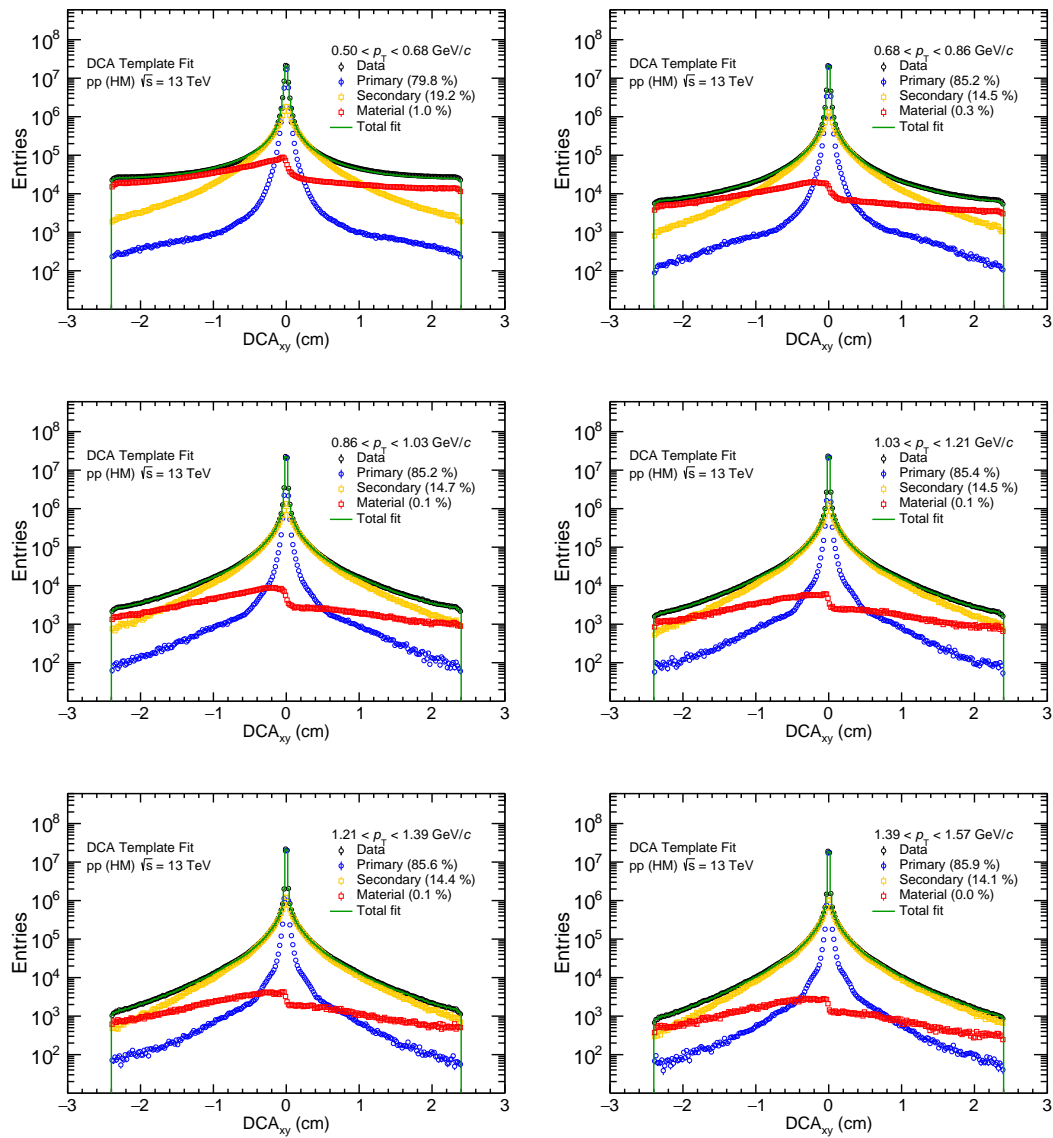 DCA Template Fit
pp (HM) √s = 13 TeV
0.50 < p_T < 0.68 GeV/c
Data
Primary (79.8 %)
Secondary (19.2 %)
Material (1.0 %)
Total fit
Entries
10^8
10^7
10^6
10^5
10^4
10^3
10^2
−3 −2 −1 0 1 2 3
DCA_xy (cm)
DCA Template Fit
pp (HM) √s = 13 TeV
0.68 < p_T < 0.86 GeV/c
Data
Primary (85.2 %)
Secondary (14.5 %)
Material (0.3 %)
Total fit
Entries
10^8
10^7
10^6
10^5
10^4
10^3
10^2
−3 −2 −1 0 1 2 3
DCA_xy (cm)
DCA Template Fit
pp (HM) √s = 13 TeV
0.86 < p_T < 1.03 GeV/c
Data
Primary (85.2 %)
Secondary (14.7 %)
Material (0.1 %)
Total fit
Entries
10^8
10^7
10^6
10^5
10^4
10^3
10^2
−3 −2 −1 0 1 2 3
DCA_xy (cm)
DCA Template Fit
pp (HM) √s = 13 TeV
1.03 < p_T < 1.21 GeV/c
Data
Primary (85.4 %)
Secondary (14.5 %)
Material (0.1 %)
Total fit
Entries
10^8
10^7
10^6
10^5
10^4
10^3
10^2
−3 −2 −1 0 1 2 3
DCA_xy (cm)
DCA Template Fit
pp (HM) √s = 13 TeV
1.21 < p_T < 1.39 GeV/c
Data
Primary (85.6 %)
Secondary (14.4 %)
Material (0.1 %)
Total fit
Entries
10^8
10^7
10^6
10^5
10^4
10^3
10^2
−3 −2 −1 0 1 2 3
DCA_xy (cm)
DCA Template Fit
pp (HM) √s = 13 TeV
1.39 < p_T < 1.57 GeV/c
Data
Primary (85.9 %)
Secondary (14.1 %)
Material (0.0 %)
Total fit
Entries
10^8
10^7
10^6
10^5
10^4
10^3
10^2
−3 −2 −1 0 1 2 3
DCA_xy (cm)